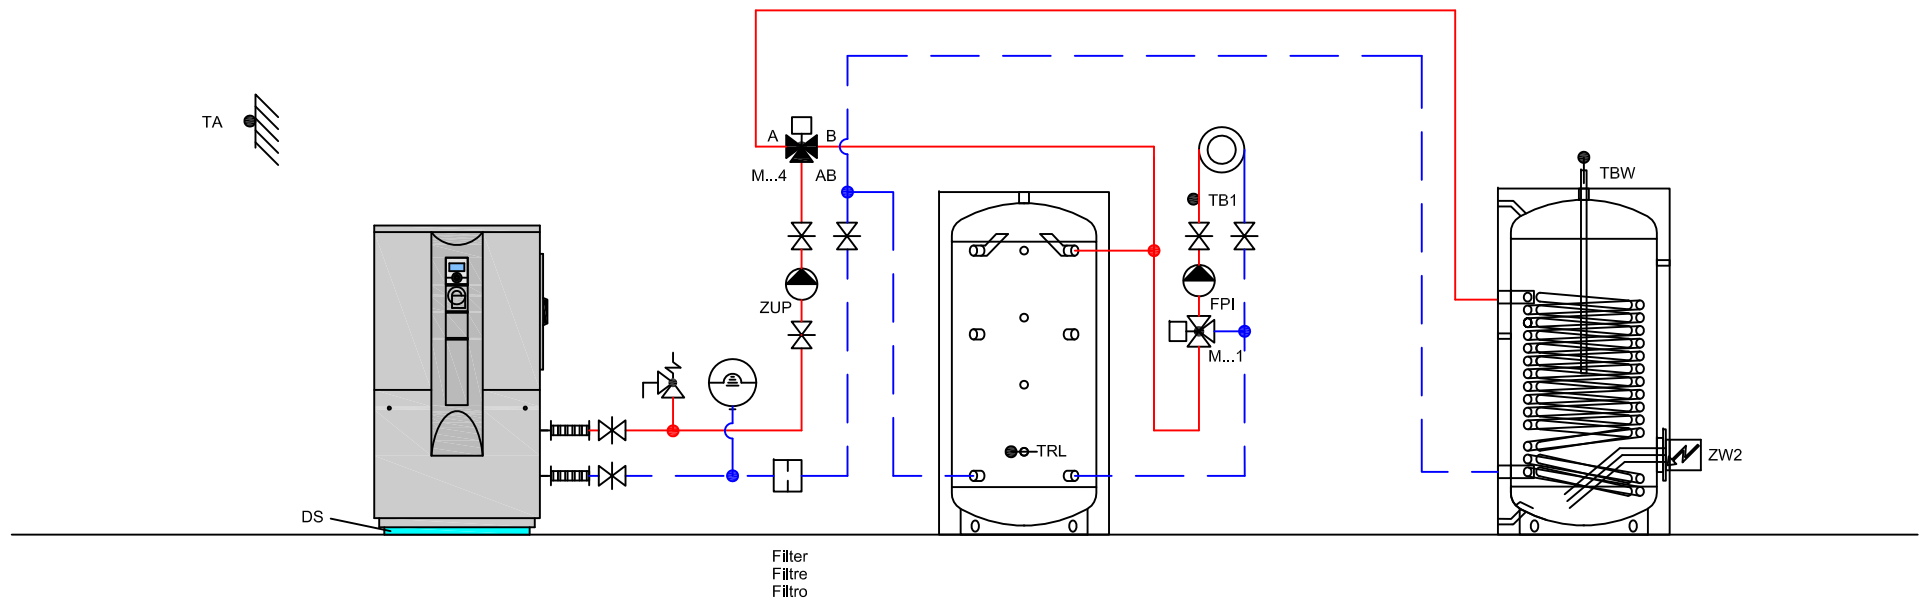 TA
A
B
M...4
AB
TB1
TBW
ZUP
FPI
M...1
TRL
ZW2
DS
Filter
Filtre
Filtro